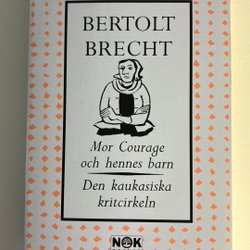 BERTOLT
BRECHT
Mor Courage
och hennes barn
Den kaukasiska
kritcirkeln
NOK